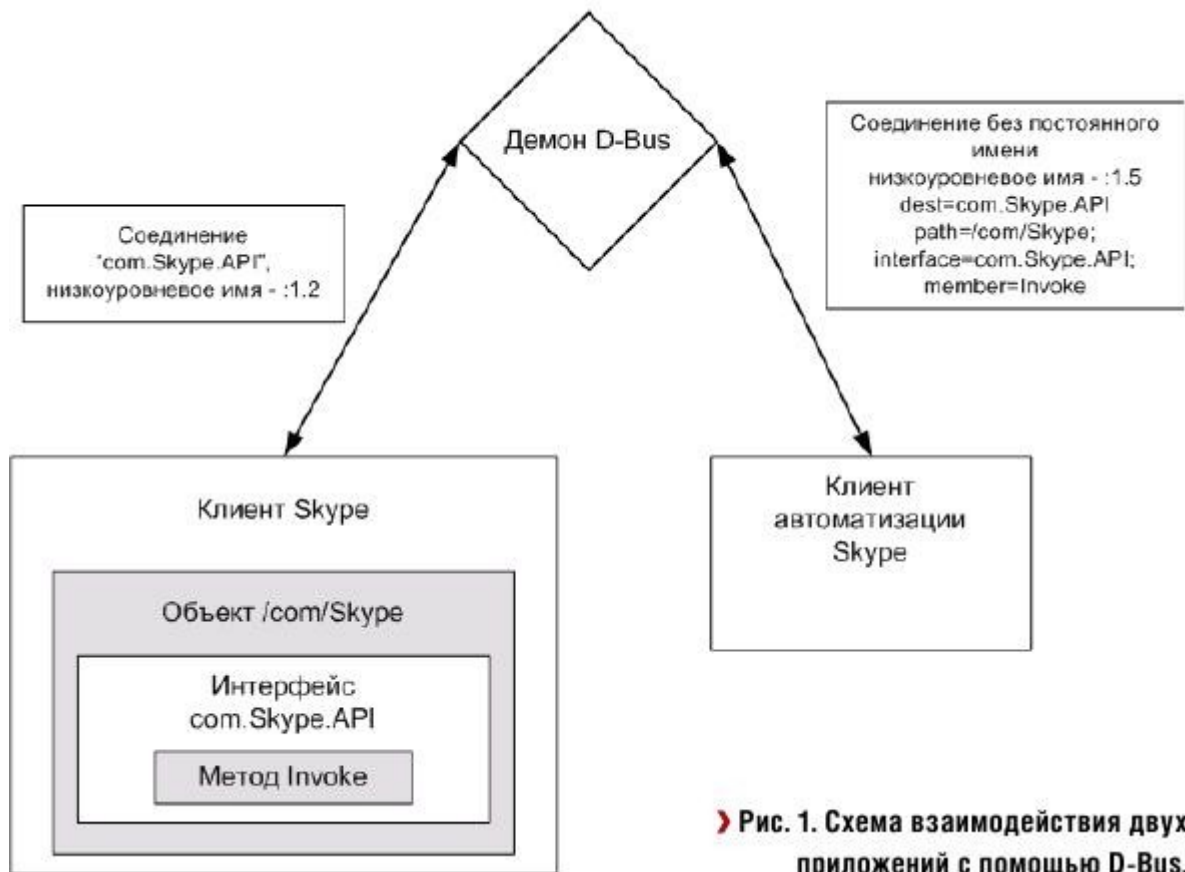 Демон D-Bus
Соединение без постоянного
имени
низкоуровневое имя - :1.5
dest=com.Skype.API
path=/com/Skype;
interface=com.Skype.API;
member=Invoke
Соединение
"com.Skype.API",
низкоуровневое имя - :1.2
Клиент Skype
Объект /com/Skype
Интерфейс
com.Skype.API
Метод Invoke
Клиент
автоматизации
Skype
❯ Рис. 1. Схема взаимодействия двух
приложений с помощью D-Bus.